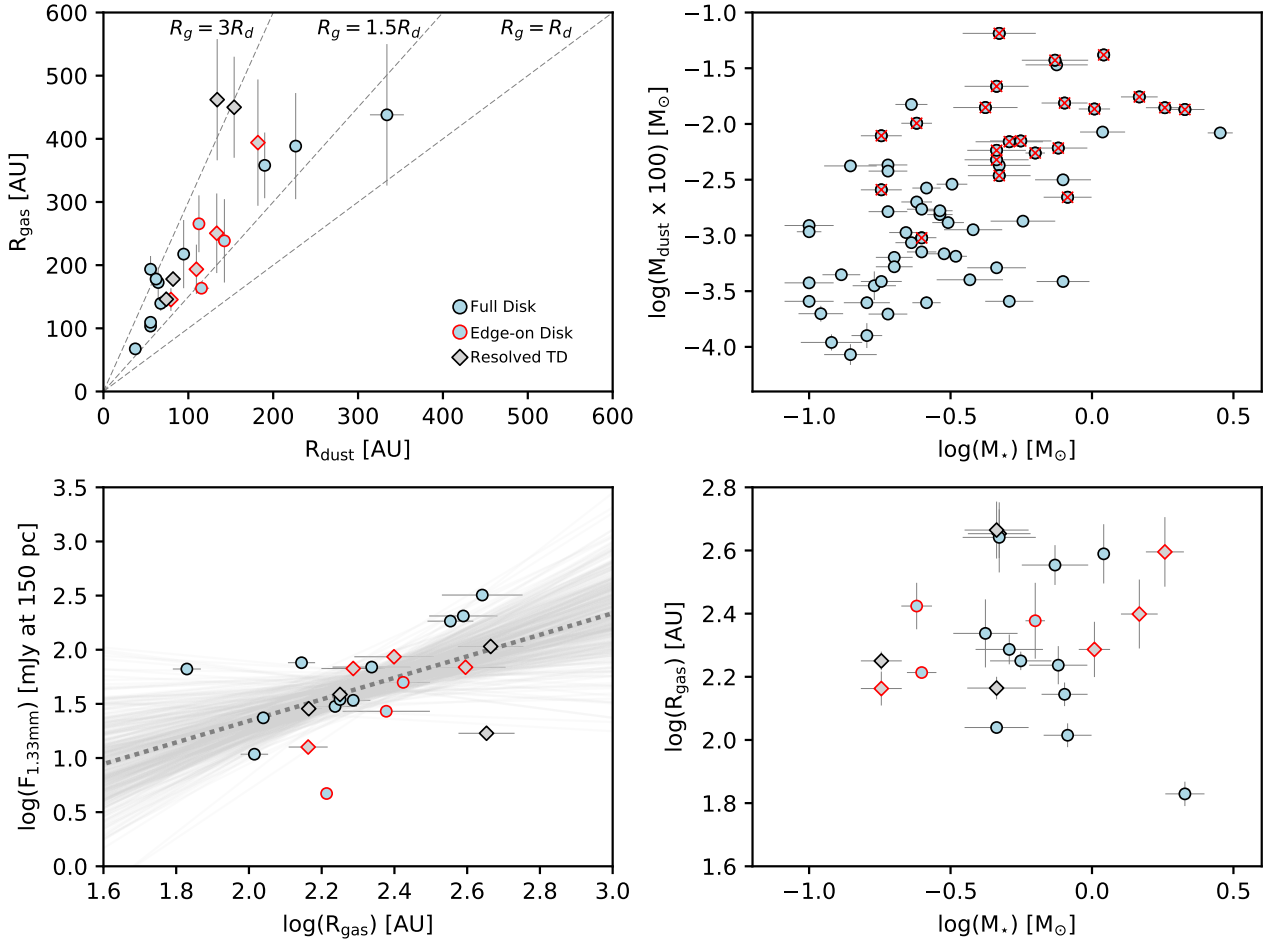 R_g = 3R_d
R_g = 1.5R_d
R_g = R_d
600
500
400
300
200
100
0
R_gas
[AU]
Full Disk
Edge-on Disk
Resolved TD
0 100 200 300 400 500 600
R_dust [AU]
−1.0
−1.5
−2.0
−2.5
−3.0
−3.5
−4.0
log(M_dust x 100) [M_⊙]
−1.0 −0.5 0.0 0.5
log(M_⋆) [M_⊙]
3.5
3.0
2.5
2.0
1.5
1.0
0.5
0.0
log(F_1.33mm) [mJy at 150 pc]
1.6 1.8 2.0 2.2 2.4 2.6 2.8 3.0
log(R_gas) [AU]
2.8
2.6
2.4
2.2
2.0
1.8
1.6
log(R_gas) [AU]
−1.0 −0.5 0.0 0.5
log(M_⋆) [M_⊙]